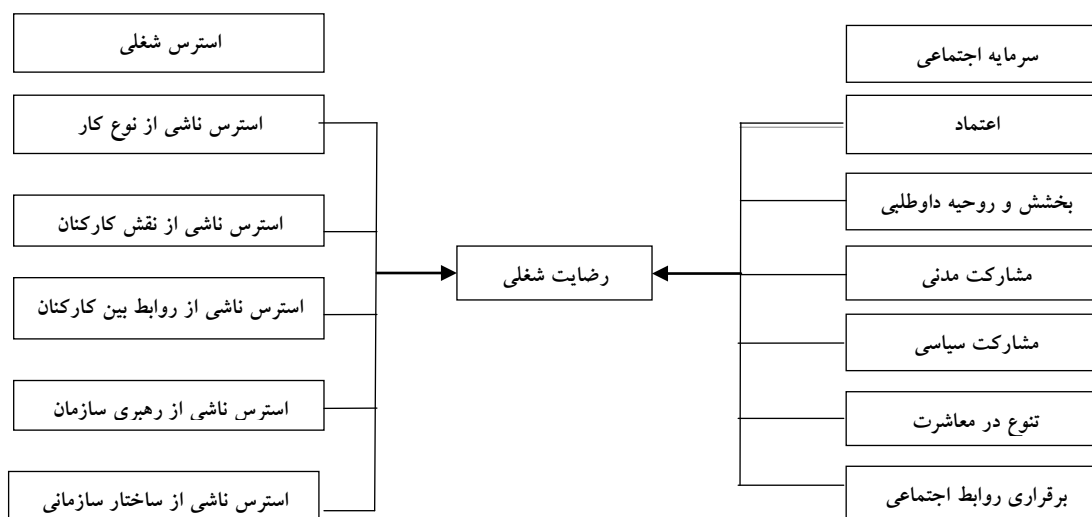 سرمایه اجتماعی
اعتماد
بخشش و روحیه داوطلبی
مشارکت مدنی
مشارکت سیاسی
تنوع در معاشرت
برقراری روابط اجتماعی
رضایت شغلی
استرس شغلی
استرس ناشی از نوع کار
استرس ناشی از نقش کارکنان
استرس ناشی از روابط بین کارکنان
استرس ناشی از رهبری سازمان
استرس ناشی از ساختار سازمانی